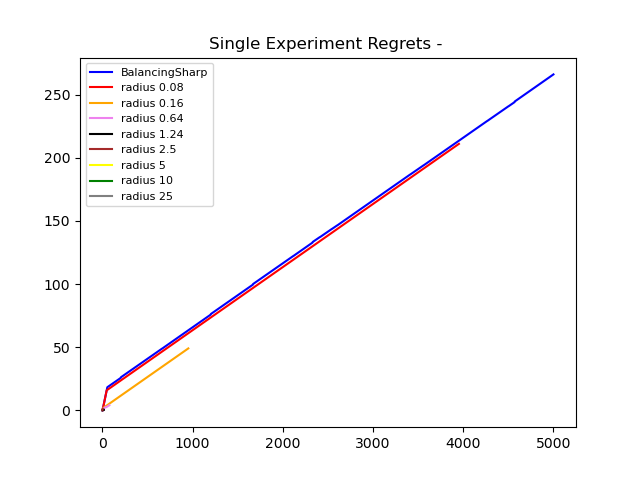 Single Experiment Regrets -
BalancingSharp
radius 0.08
radius 0.16
radius 0.64
radius 1.24
radius 2.5
radius 5
radius 10
radius 25
250
200
150
100
50
0
0 1000 2000 3000 4000 5000